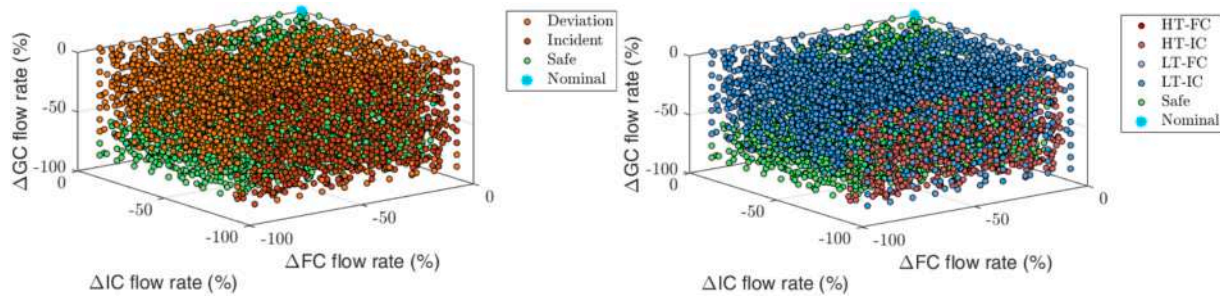 0
-50
-100
0
-50
-100
-100
-50
0
ΔGC flow rate (%)
ΔIC flow rate (%)
ΔFC flow rate (%)
Deviation
Incident
Safe
Nominal
0
-50
-100
0
-50
-100
-100
-50
0
ΔGC flow rate (%)
ΔIC flow rate (%)
ΔFC flow rate (%)
HT-FC
HT-IC
LT-FC
LT-IC
Safe
Nominal